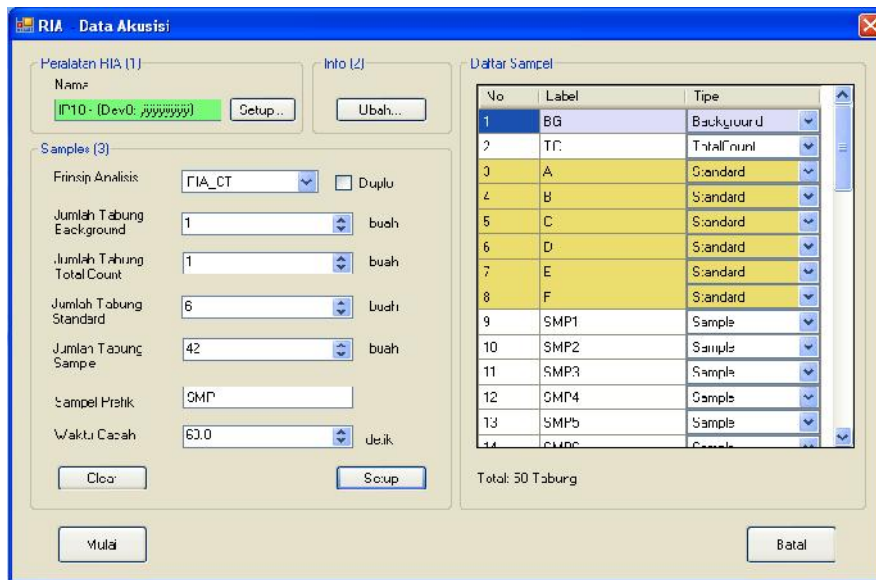 RIA - Data Akusisi
Peralatan RIA (1)
Nama
IP10 - (Dev0: ÿÿÿÿÿÿÿÿ)
Setup...
Info (2)
Ubah...
Samples (3)
Prinsip Analisis
Duplo
Jumlah Tabung
Background
1
buah
Jumlah Tabung
Total Count
1
buah
Jumlah Tabung
Standard
6
buah
Jumlah Tabung
Sampel
42
buah
Sampel Prefik
SMP
Waktu Cacah
60.0
detik
Clear
Setup
Mulai
Daftar Sampel
No Label Tipe
1 BG Background
2 TC TotalCount
3 A Standard
4 B Standard
5 C Standard
6 D Standard
7 E Standard
8 F Standard
9 SMP1 Sample
10 SMP2 Sample
11 SMP3 Sample
12 SMP4 Sample
13 SMP5 Sample
14 SMP6 Sample
Total: 50 Tabung
Batal